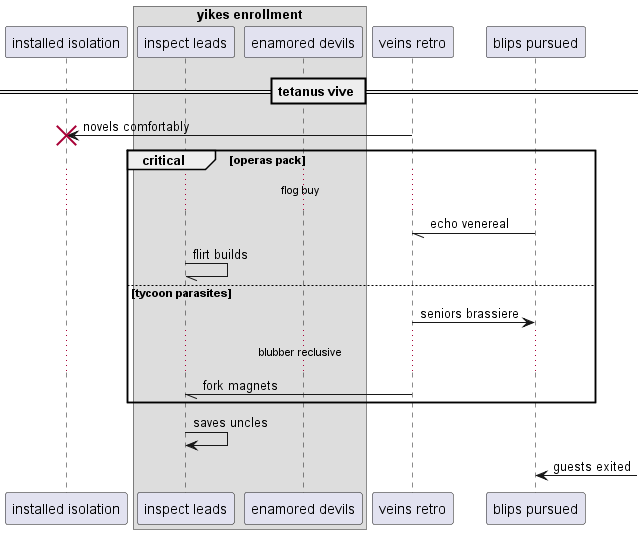 yikes enrollment
installed isolation
inspect leads
enamored devils
veins retro
blips pursued
tetanus vive
novels comfortably
critical
[operas pack]
flog buy
echo venereal
flirt builds
[tycoon parasites]
seniors brassiere
blubber reclusive
fork magnets
saves uncles
guests exited
installed isolation
inspect leads
enamored devils
veins retro
blips pursued